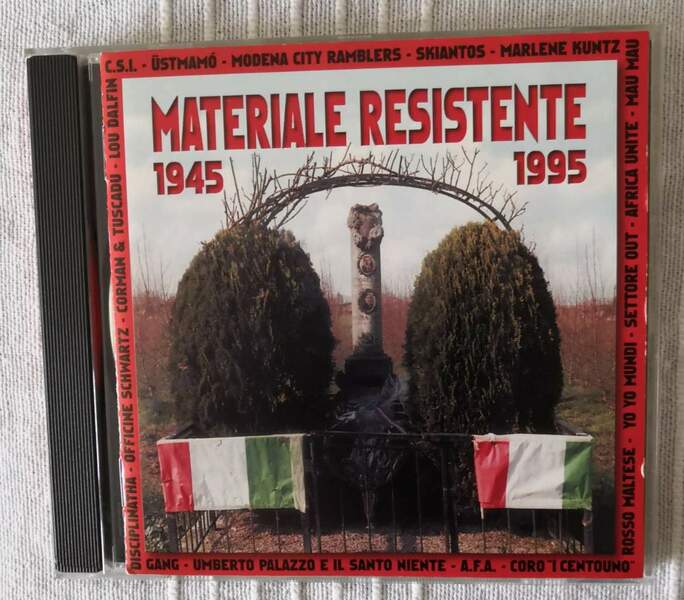 C.S.I. - ÜSTMAMÓ - MODENA CITY RAMBLERS - SKIANTOS - MARLENE KUNTZ
MATERIALE RESISTENTE
1945 1995
DISCIPLINATHA - OFFICINE SCHWARTZ - CORMAN & TUSCADU - LOU DALFIN
ROSSO MALTESE - YO YO MUNDI - SETTORE OUT - AFRICA UNITE - MAU MAU
GANG - UMBERTO PALAZZO E IL SANTO NIENTE - A.F.A. - CORO "I CENTOUNO"